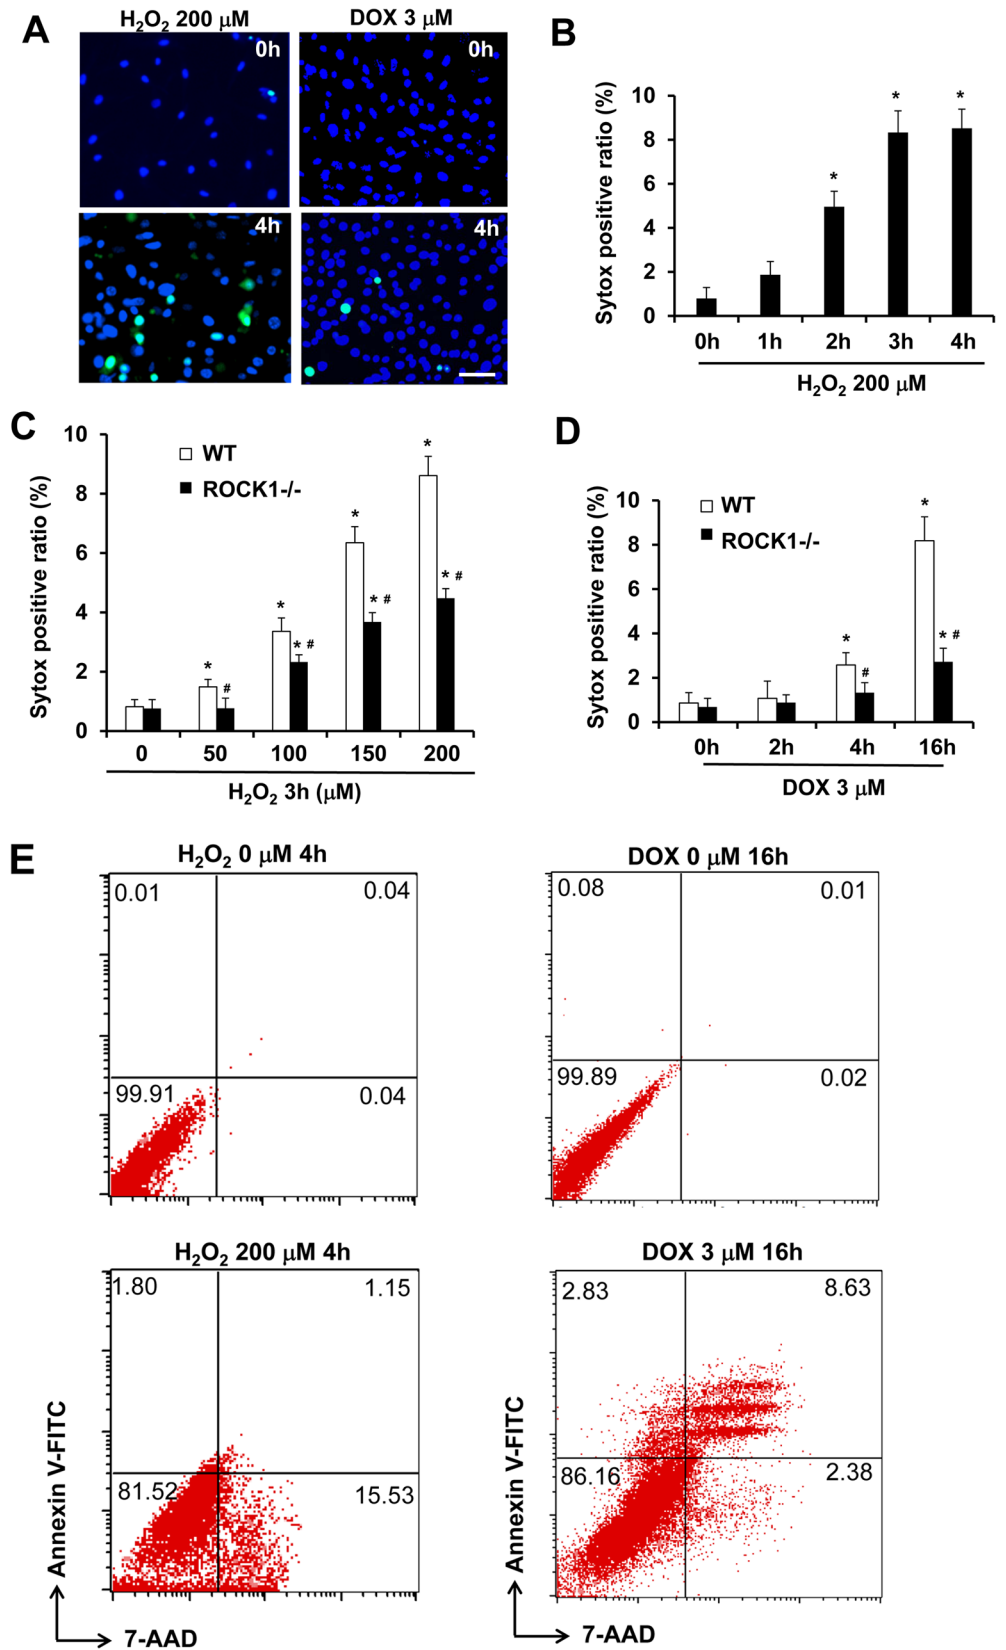 A
H₂O₂ 200 μM
DOX 3 μM
0h
0h
4h
4h
B
Sytox positive ratio (%)
10
8
6
4
2
0
*
*
*
0h 1h 2h 3h 4h
H₂O₂ 200 μM
C
Sytox positive ratio (%)
10
8
6
4
2
0
WT
ROCK1-/-
*
#
*
* #
*
* #
*
* #
0 50 100 150 200
H₂O₂ 3h (μM)
D
Sytox positive ratio (%)
10
8
6
4
2
0
WT
ROCK1-/-
*
#
*
* #
0h 2h 4h 16h
DOX 3 μM
E
H₂O₂ 0 μM 4h
0.01 0.04
99.91 0.04
DOX 0 μM 16h
0.08 0.01
99.89 0.02
H₂O₂ 200 μM 4h
1.80 1.15
81.52 15.53
Annexin V-FITC
7-AAD
DOX 3 μM 16h
2.83 8.63
86.16 2.38
Annexin V-FITC
7-AAD